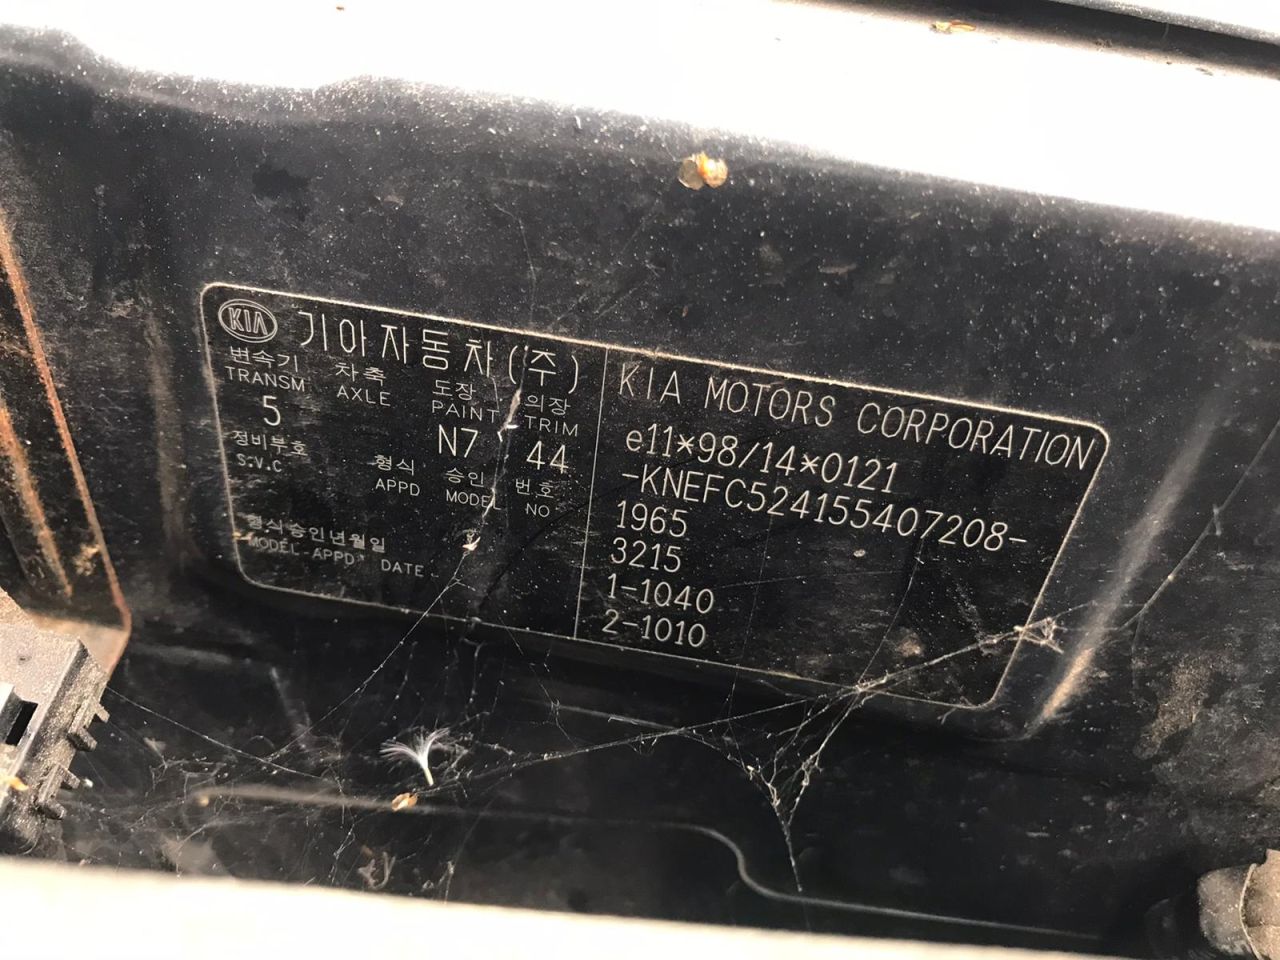 KIA 기아자동차(주)
변속기 차축 도장 의장
TRANSM AXLE PAINT TRIM
5 N7 44
정비부호 형식 승인 번호
S.V.C APPD MODEL NO
형식승인년월일
MODEL APPD DATE
KIA MOTORS CORPORATION
e11*98/14*0121
-KNEFC524155407208-
1965
3215
1-1040
2-1010